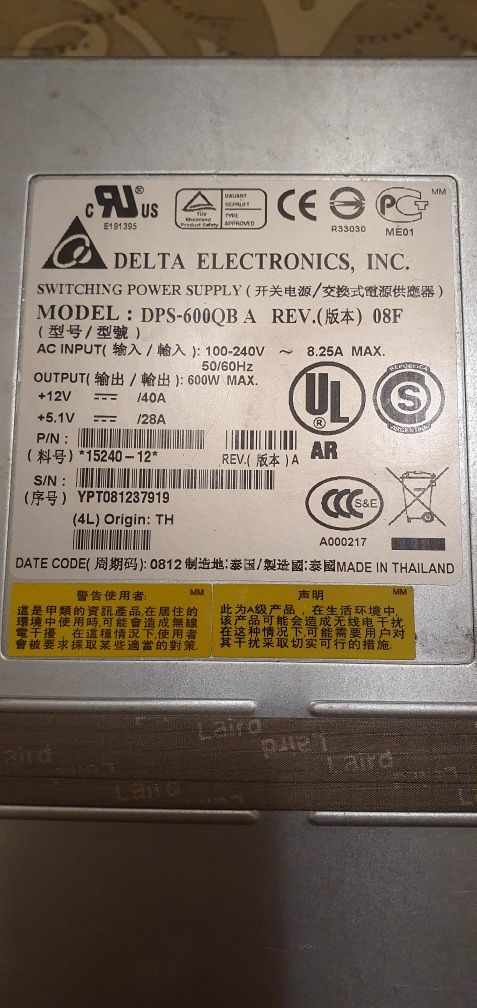 c RU® US
E191395
TÜV
Rheinland
Product Safety
BAUART
GEPRUFT
TYPE
APPROVED
CE
R33030
PCT
ME01
MM
DELTA ELECTRONICS, INC.
SWITCHING POWER SUPPLY (开关电源/交換式電源供應器)
MODEL : DPS-600QB A REV.(版本) 08F
(型号/型號)
AC INPUT(输入/輸入): 100-240V ~ 8.25A MAX.
50/60Hz
OUTPUT(输出/輸出): 600W MAX.
+12V /40A
+5.1V /28A
UL
®
AR
REPUBLICA
S
ARGENTINA
P/N :
(料号) *15240-12* REV.(版本)A
S/N :
(序号) YPT081237919
(4L) Origin: TH
CCC S&E
A000217
DATE CODE(周期码): 0812 制造地:泰国/製造國:泰國MADE IN THAILAND
警告使用者: MM
這是甲類的資訊產品,在居住的
環境中使用時,可能會造成無線
電干擾,在這種情況下,使用者
會被要求採取某些適當的對策.
声明 MM
此为A级产品,在生活环境中,
该产品可能会造成无线电干扰.
在这种情况下,可能需要用户对
其干扰采取切实可行的措施.
Laird
Laird
aird
Laird
Laird